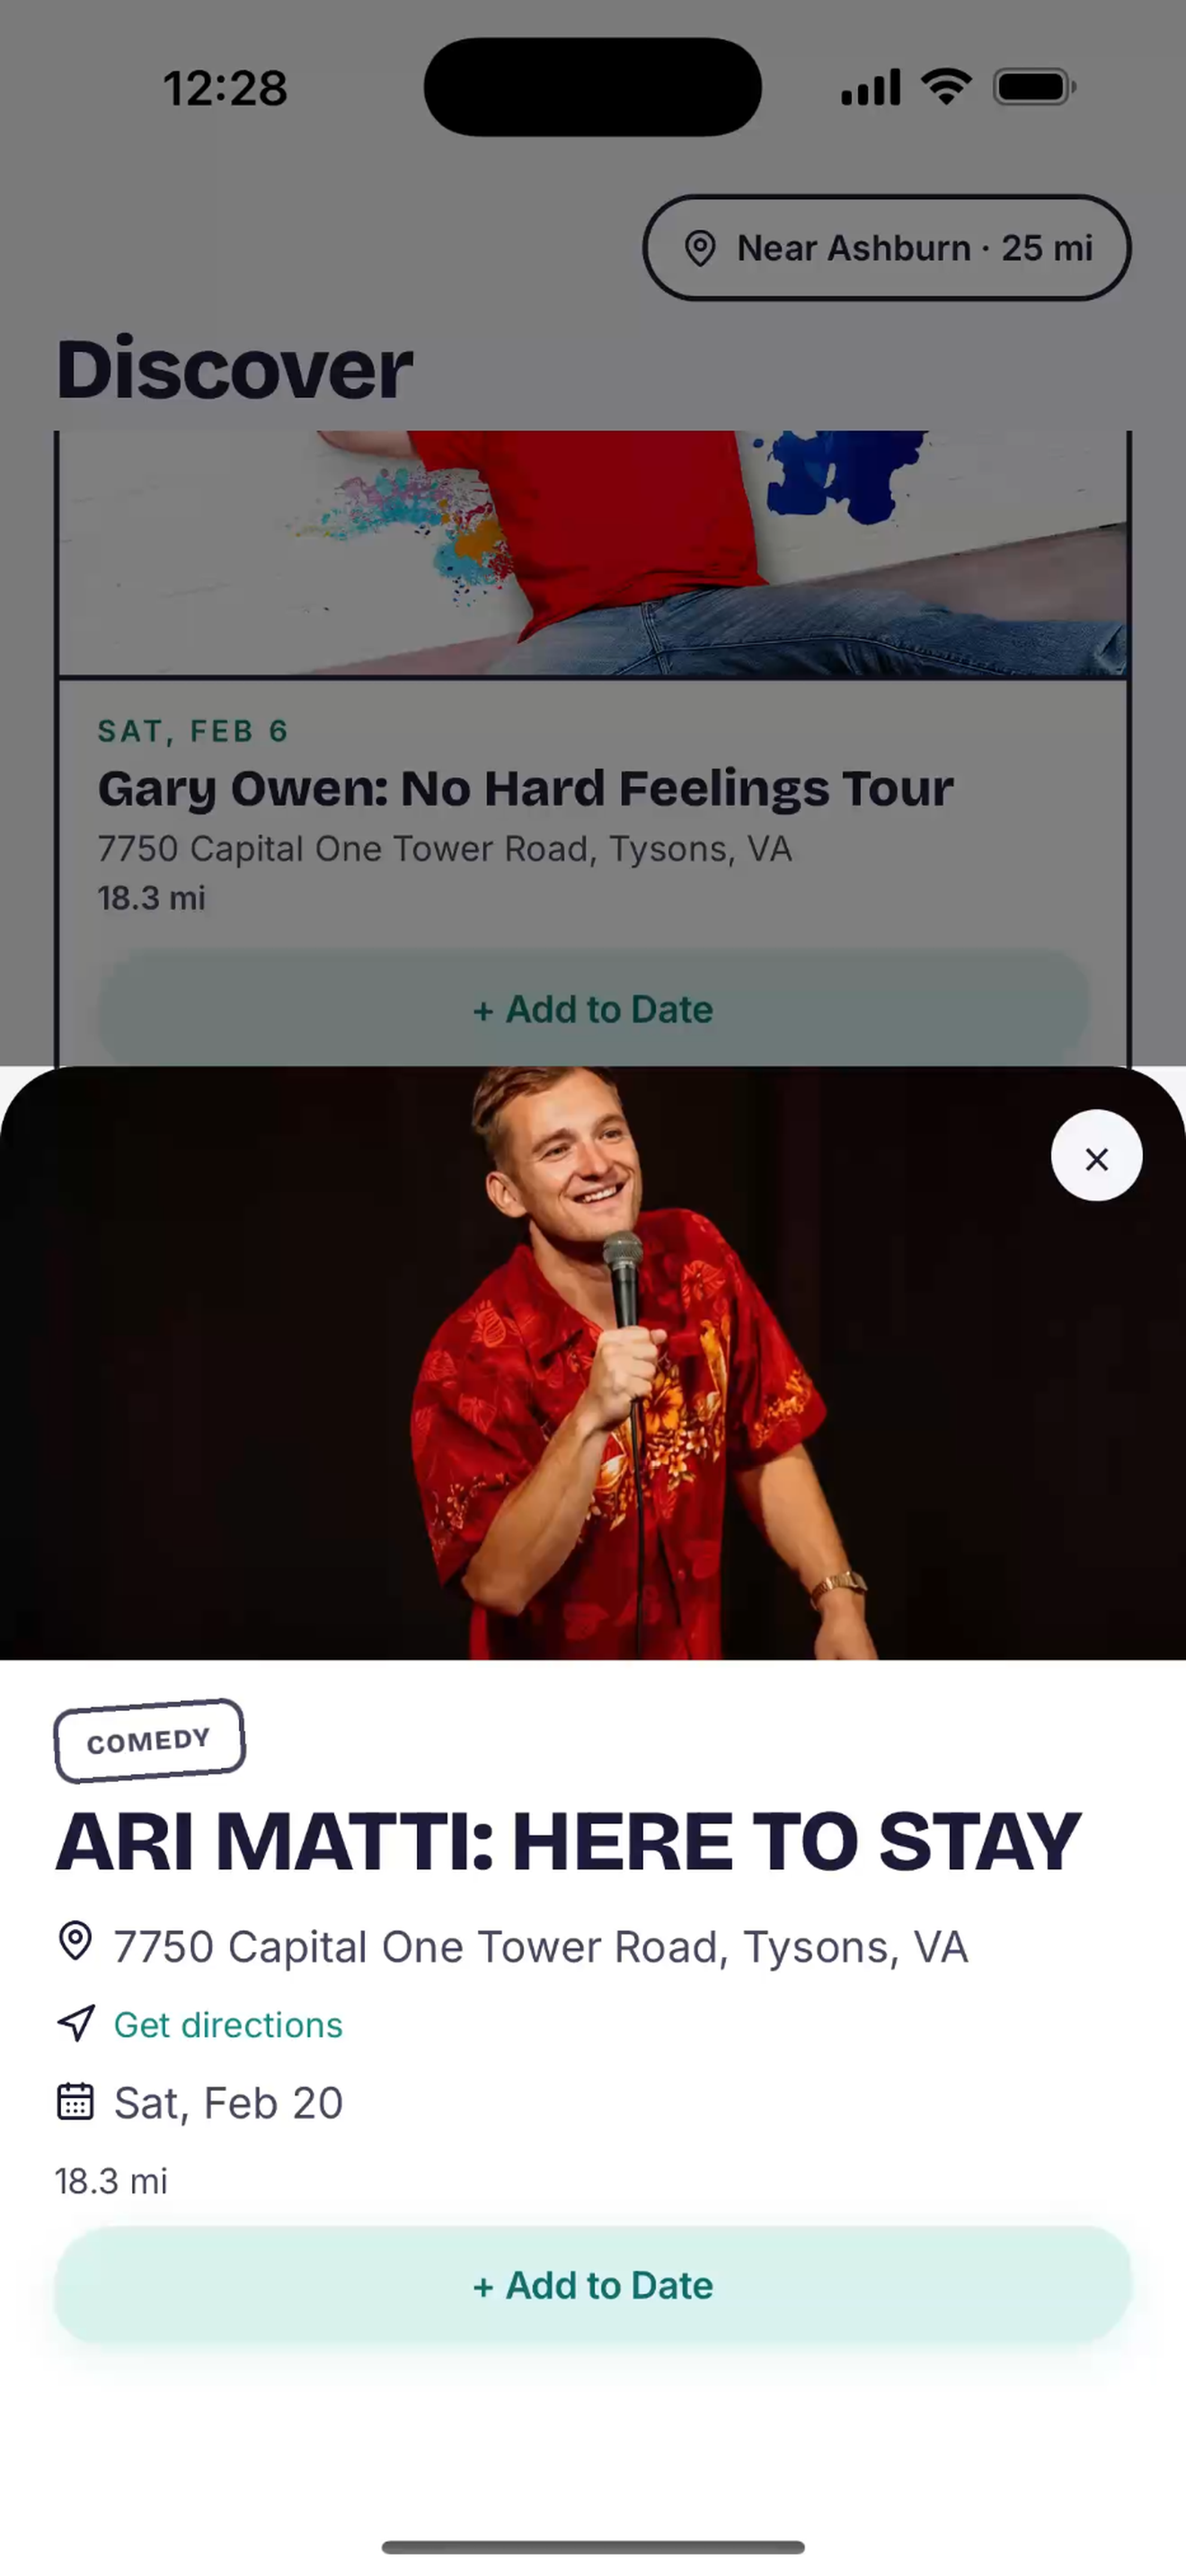 12:28
Near Ashburn · 25 mi
Discover
SAT, FEB 6
Gary Owen: No Hard Feelings Tour
7750 Capital One Tower Road, Tysons, VA
18.3 mi
+ Add to Date
COMEDY
ARI MATTI: HERE TO STAY
7750 Capital One Tower Road, Tysons, VA
Get directions
Sat, Feb 20
18.3 mi
+ Add to Date